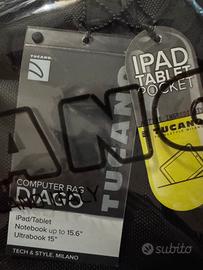 TUCANO
IPAD
TABLET
POCKET
TUCANO
TUCANO
COMPUTER BAG
DIAGO
iPad/Tablet
Notebook up to 15.6"
Ultrabook 15"
TECH & STYLE. MILANO
subito